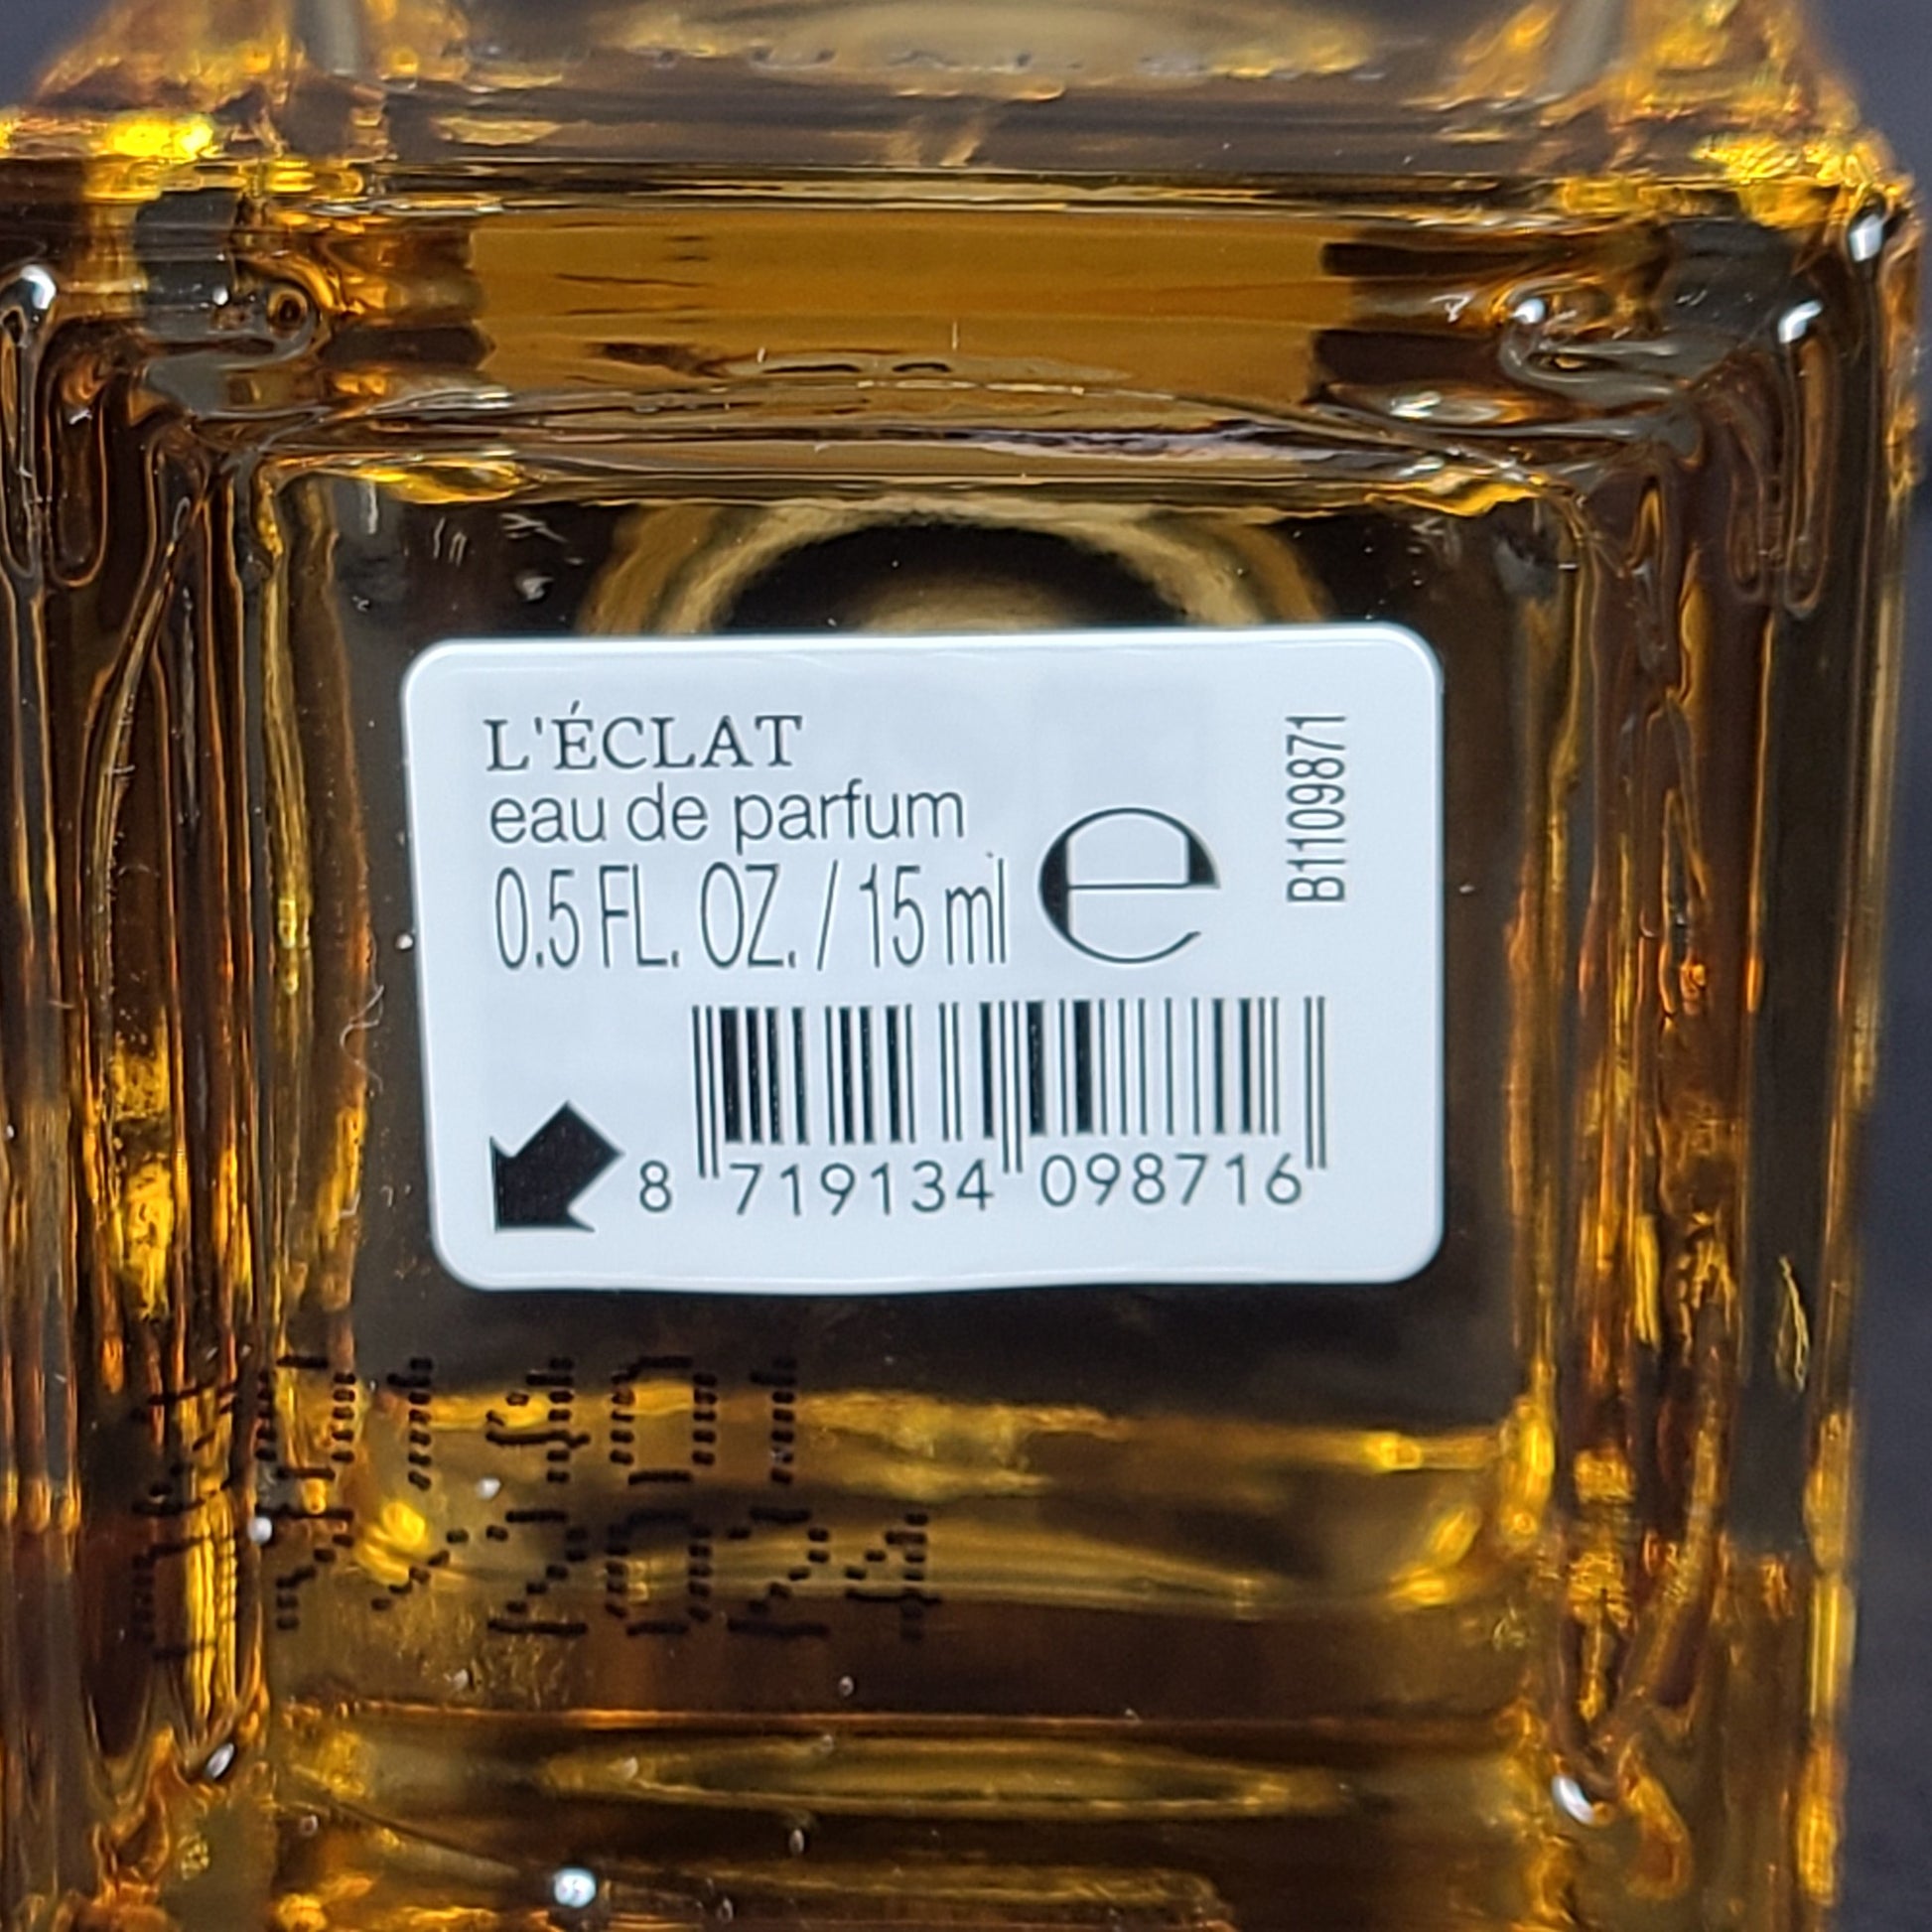 L'ÉCLAT
eau de parfum
0.5 FL. OZ. / 15 ml e
B1109871
8 719134 098716